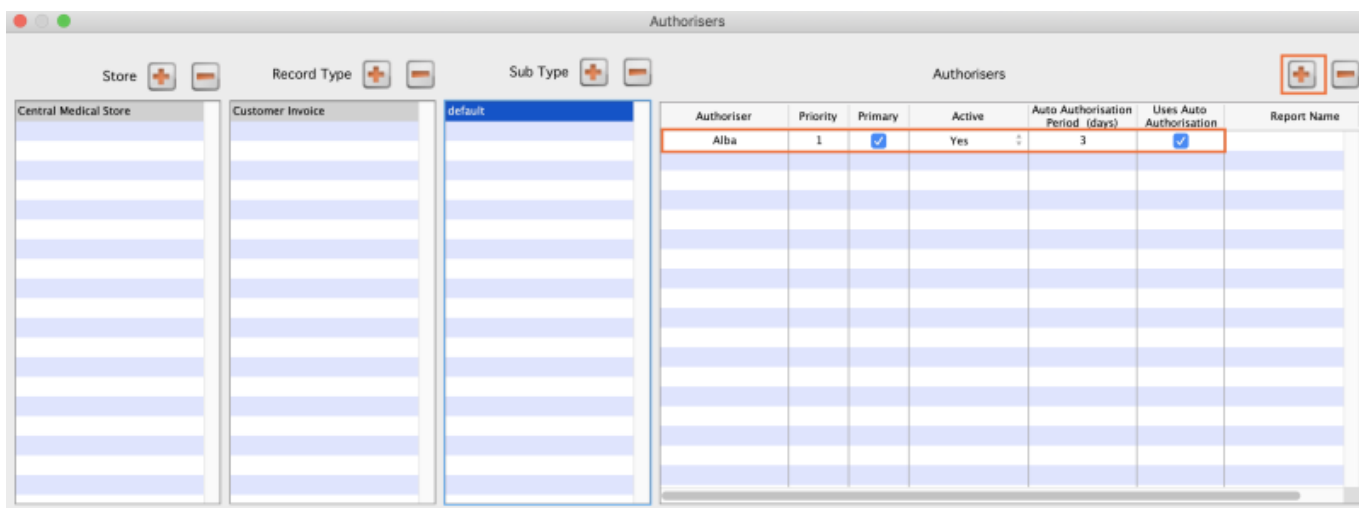 Authorisers
Store Record Type Sub Type Authorisers
Central Medical Store Customer Invoice default
Authoriser Priority Primary Active Auto Authorisation Period (days) Uses Auto Authorisation Report Name
Alba 1 Yes 3